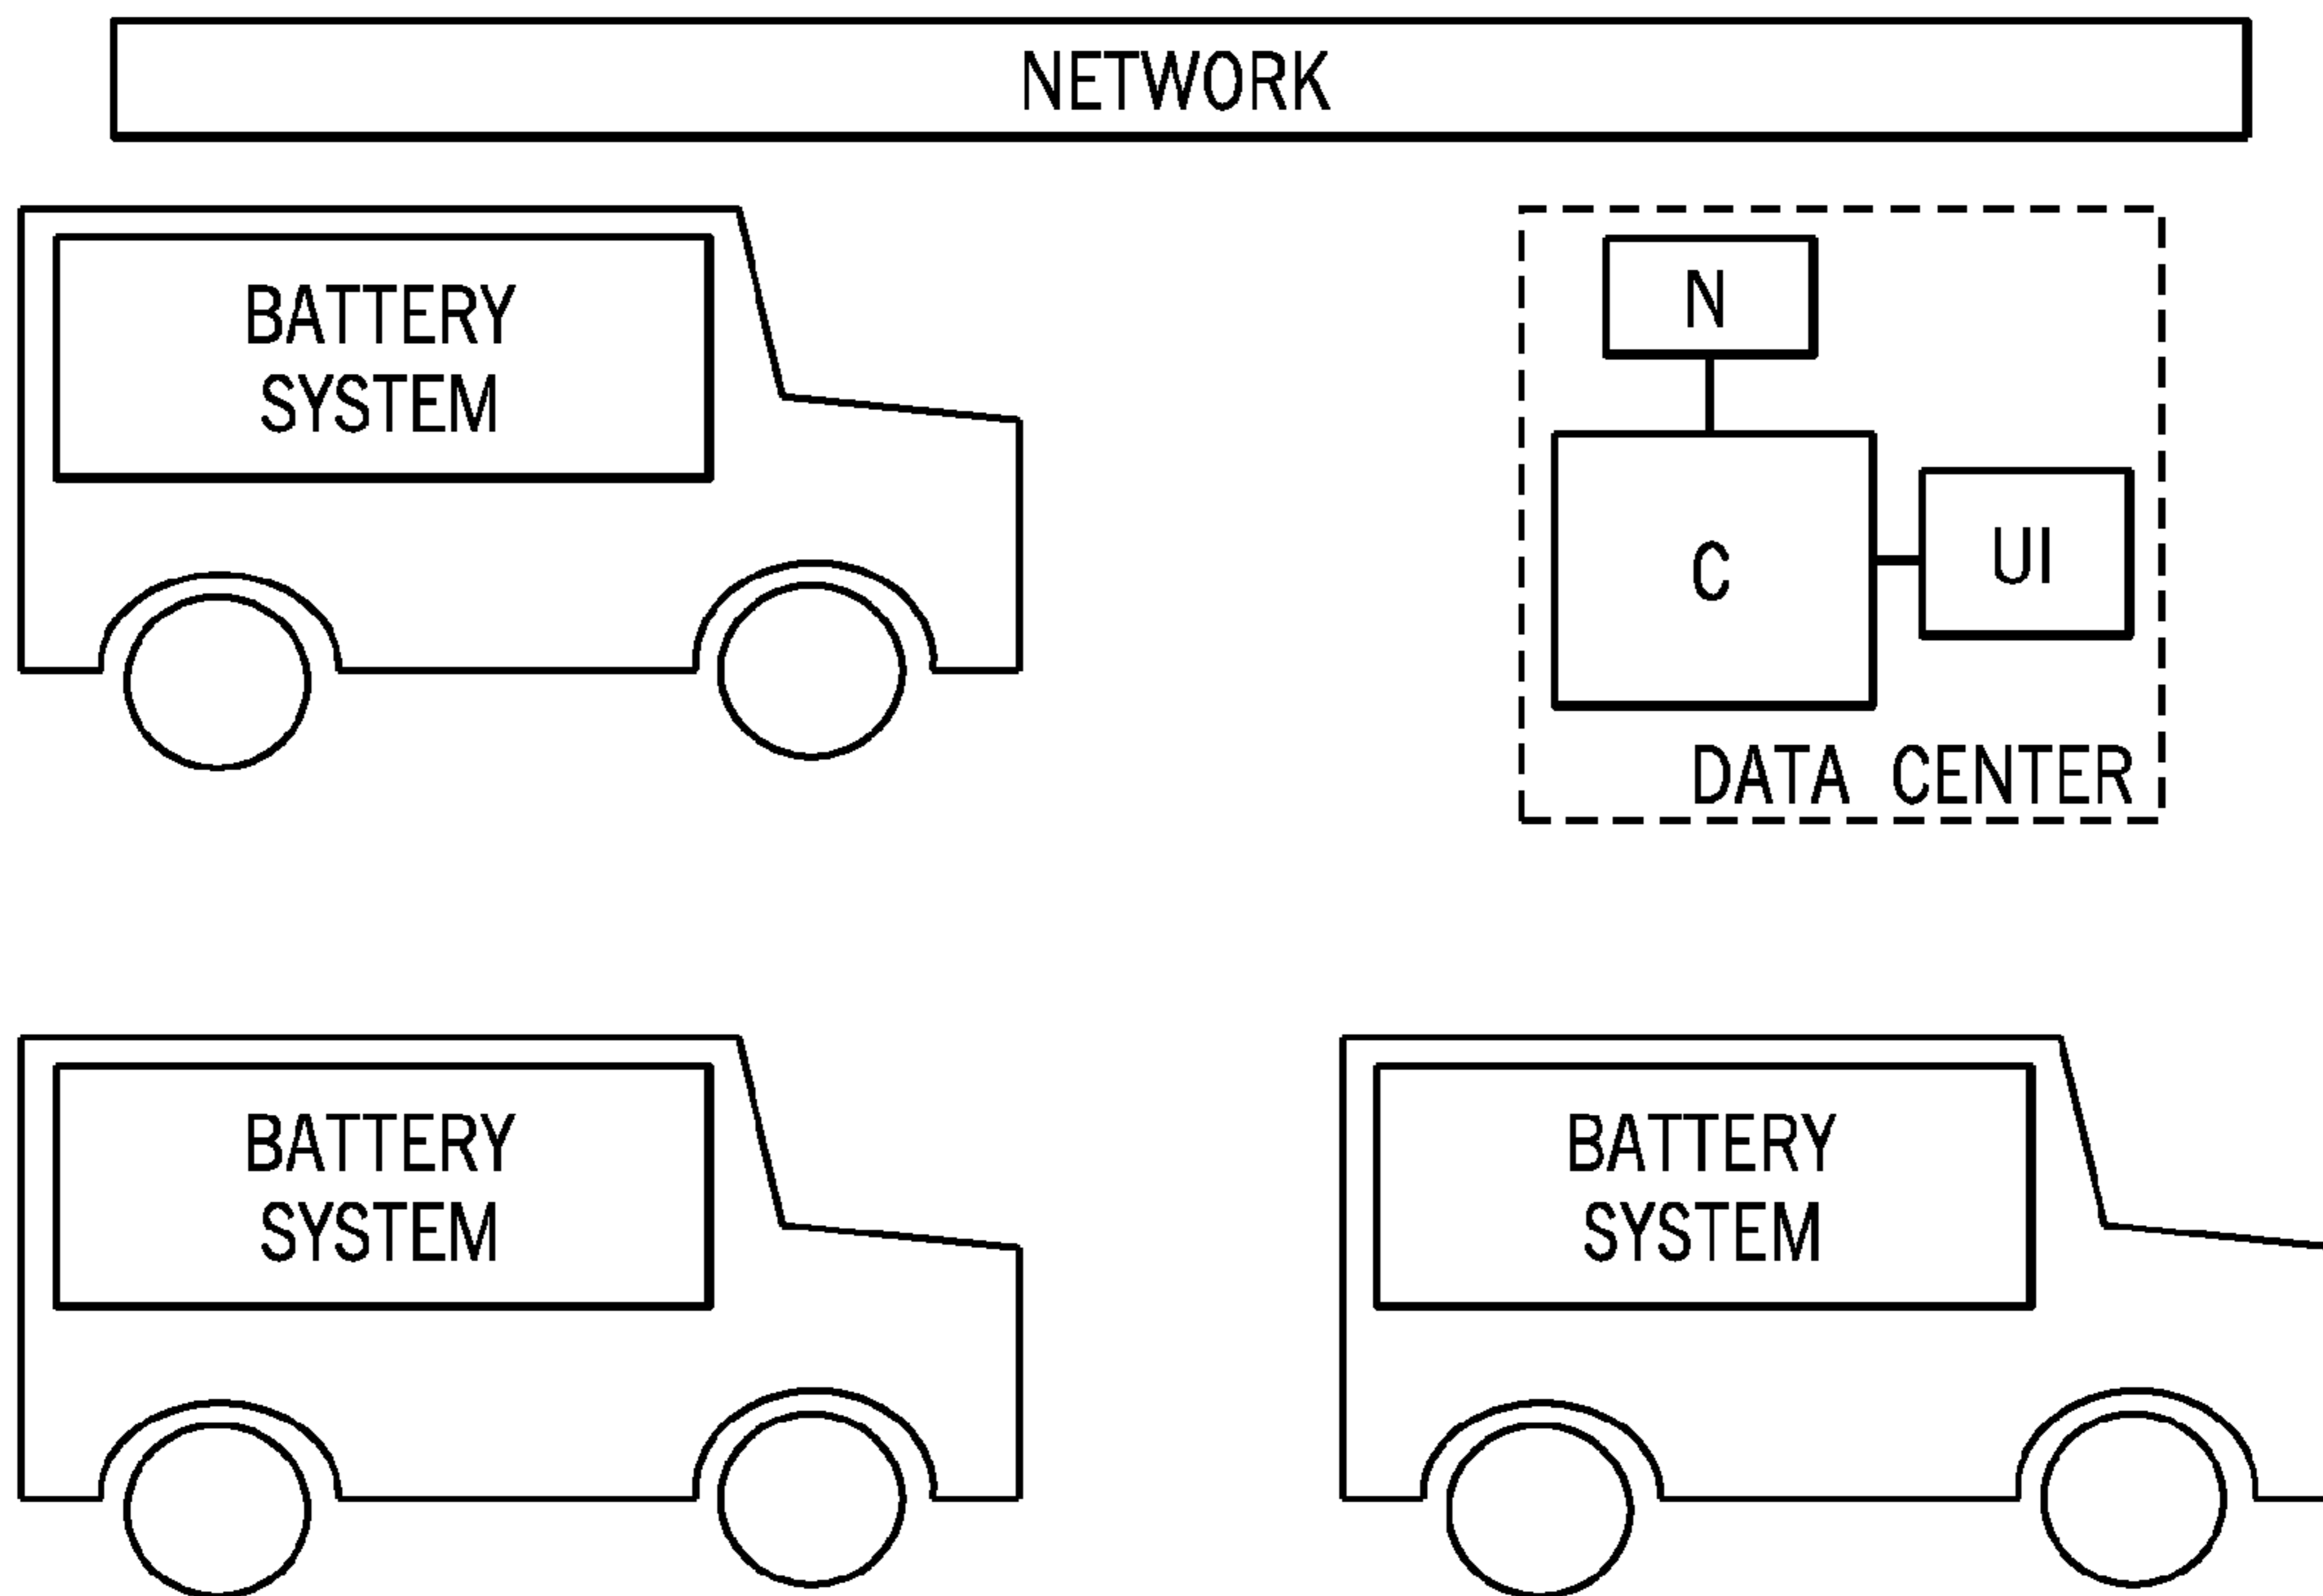 NETWORK
BATTERY
SYSTEM
N
C
UI
DATA CENTER
BATTERY
SYSTEM
BATTERY
SYSTEM